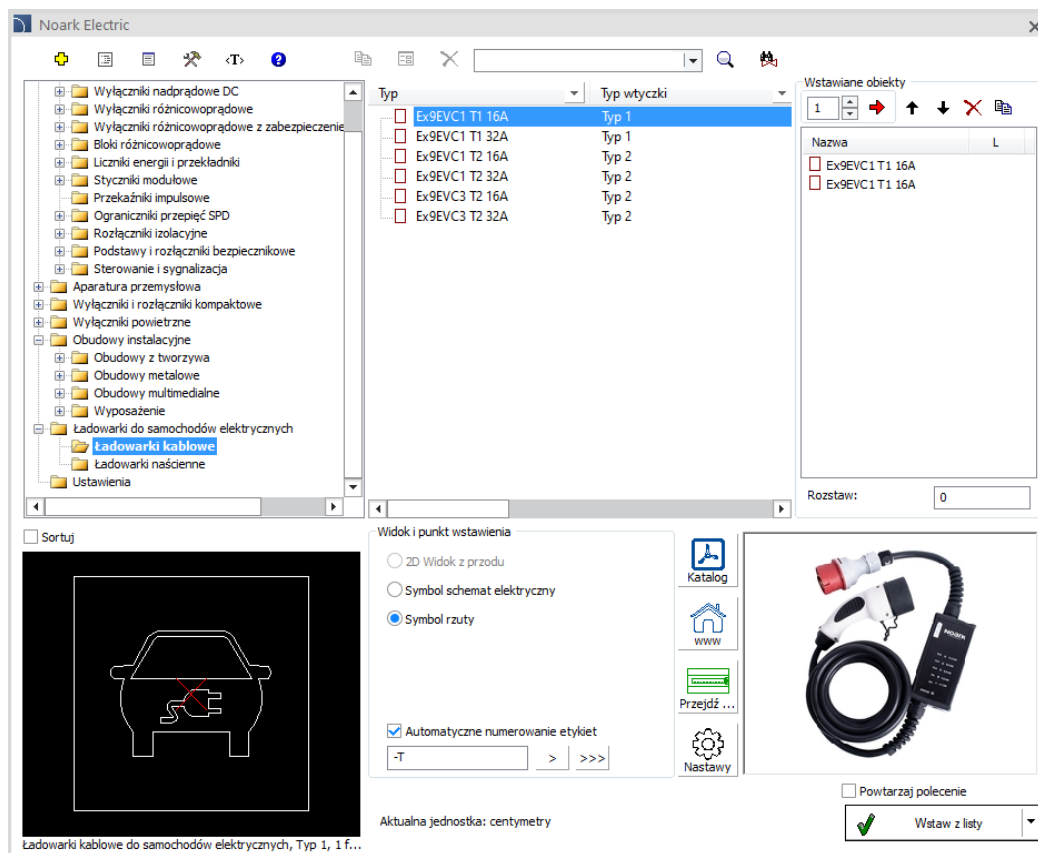 Noark Electric
‹T›
?
Wyłączniki nadprądowe DC
Wyłączniki różnicowoprądowe
Wyłączniki różnicowoprądowe z zabezpieczenie
Bloki różnicowoprądowe
Liczniki energii i przekładniki
Styczniki modułowe
Przekaźniki impulsowe
Ograniczniki przepięć SPD
Rozłączniki izolacyjne
Podstawy i rozłączniki bezpiecznikowe
Sterowanie i sygnalizacja
Aparatura przemysłowa
Wyłączniki i rozłączniki kompaktowe
Wyłączniki powietrzne
Obudowy instalacyjne
Obudowy z tworzywa
Obudowy metalowe
Obudowy multimedialne
Wyposażenie
Ładowarki do samochodów elektrycznych
Ładowarki kablowe
Ładowarki naścienne
Ustawienia
Typ Typ wtyczki
Ex9EVC1 T1 16A Typ 1
Ex9EVC1 T1 32A Typ 1
Ex9EVC1 T2 16A Typ 2
Ex9EVC1 T2 32A Typ 2
Ex9EVC3 T2 16A Typ 2
Ex9EVC3 T2 32A Typ 2
Wstawiane obiekty
1
Nazwa L
Ex9EVC1 T1 16A
Ex9EVC1 T1 16A
Rozstaw: 0
Sortuj
Ładowarki kablowe do samochodów elektrycznych, Typ 1, 1 f...
Widok i punkt wstawienia
2D Widok z przodu
Symbol schemat elektryczny
Symbol rzuty
Automatyczne numerowanie etykiet
-T > >>>
Aktualna jednostka: centymetry
Katalog
www
Przejdź ...
Nastawy
NOARK
Powtarzaj polecenie
Wstaw z listy